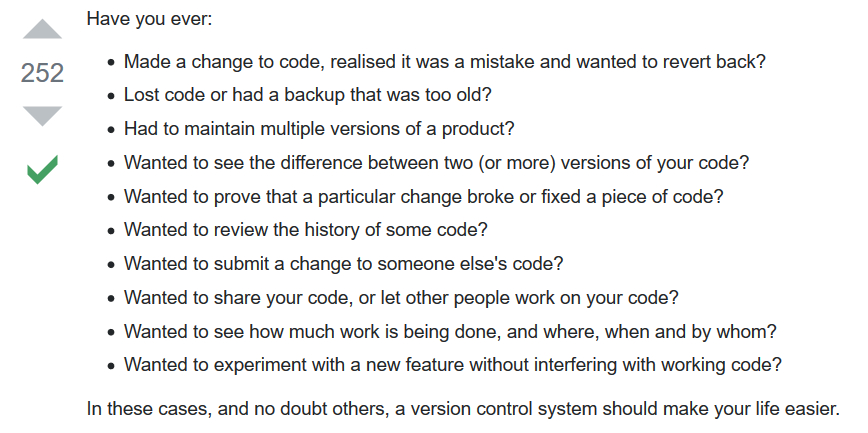 Have you ever:
252
Made a change to code, realised it was a mistake and wanted to revert back?
Lost code or had a backup that was too old?
Had to maintain multiple versions of a product?
Wanted to see the difference between two (or more) versions of your code?
Wanted to prove that a particular change broke or fixed a piece of code?
Wanted to review the history of some code?
Wanted to submit a change to someone else's code?
Wanted to share your code, or let other people work on your code?
Wanted to see how much work is being done, and where, when and by whom?
Wanted to experiment with a new feature without interfering with working code?
In these cases, and no doubt others, a version control system should make your life easier.